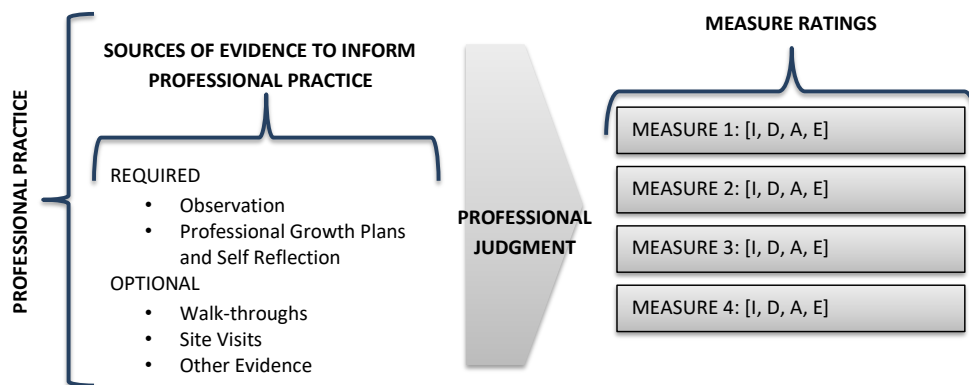 PROFESSIONAL PRACTICE
SOURCES OF EVIDENCE TO INFORM
PROFESSIONAL PRACTICE
REQUIRED
• Observation
• Professional Growth Plans
and Self Reflection
OPTIONAL
• Walk-throughs
• Site Visits
• Other Evidence
PROFESSIONAL
JUDGMENT
MEASURE RATINGS
MEASURE 1: [I, D, A, E]
MEASURE 2: [I, D, A, E]
MEASURE 3: [I, D, A, E]
MEASURE 4: [I, D, A, E]